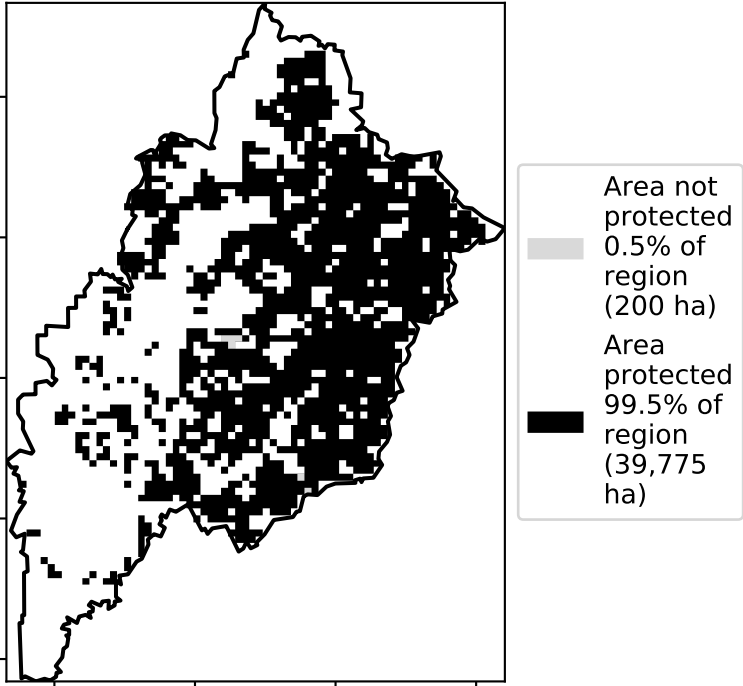 Area not
protected
0.5% of
region
(200 ha)
Area
protected
99.5% of
region
(39,775
ha)